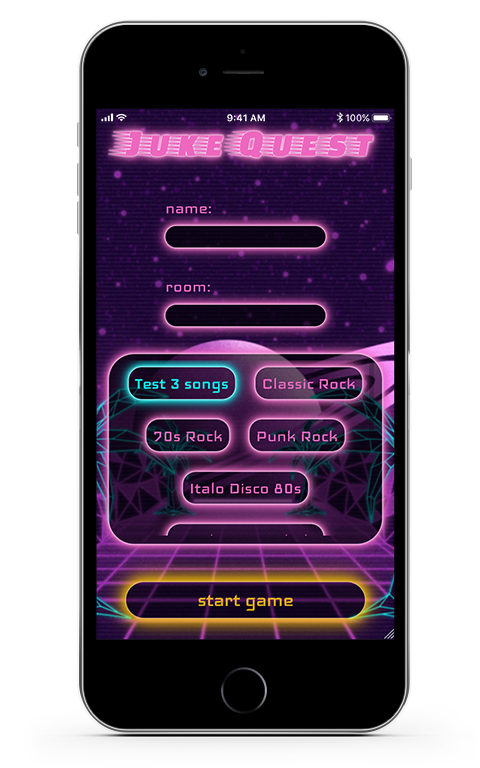 9:41 AM 100%
Juke Quest
name:
room:
Test 3 songs Classic Rock
70s Rock Punk Rock
Italo Disco 80s
start game